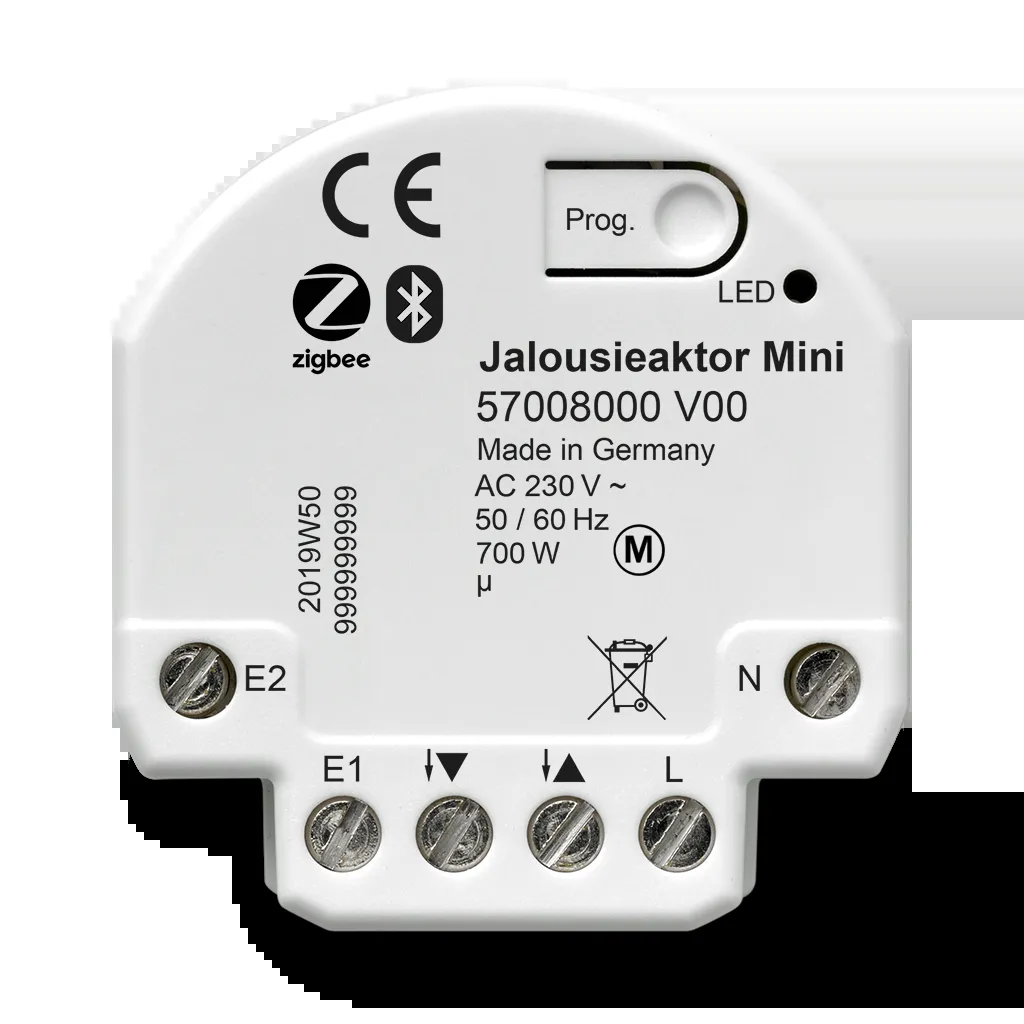 CE
Prog.
LED
zigbee
Jalousieaktor Mini
57008000 V00
Made in Germany
AC 230 V ~
50 / 60 Hz
700 W
M
µ
2019W50
9999999999
E2
N
E1
↓▼
↓▲
L